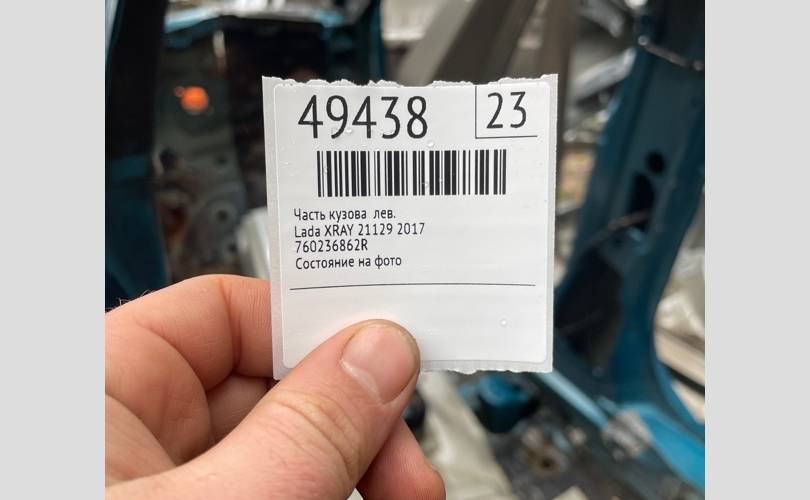 49438 23
Часть кузова лев.
Lada XRAY 21129 2017
760236862R
Состояние на фото